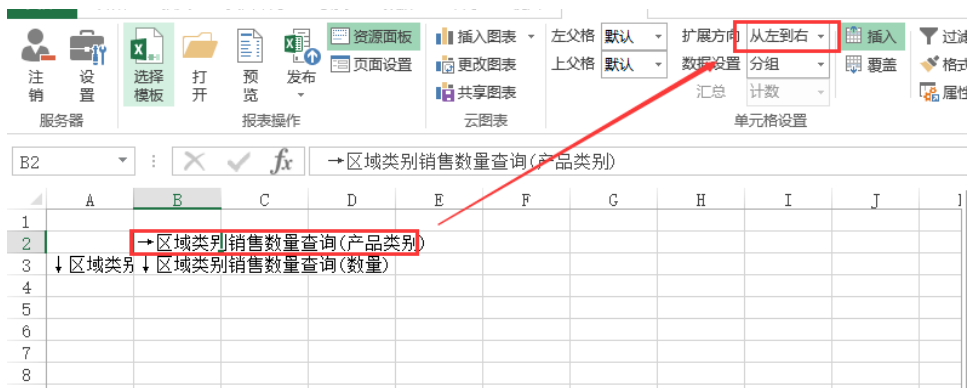 注销
设置
服务器
选择模板
打开
预览
发布
资源面板
页面设置
报表操作
插入图表
更改图表
共享图表
云图表
左父格 默认
上父格 默认
扩展方向 从左到右
数据设置 分组
汇总 计数
单元格设置
插入
覆盖
过滤
格式
属性
B2 fx →区域类别销售数量查询(产品类别)
A B C D E F G H I J
1
2 →区域类别销售数量查询(产品类别)
3 ↓区域类别 ↓区域类别销售数量查询(数量)
4
5
6
7
8